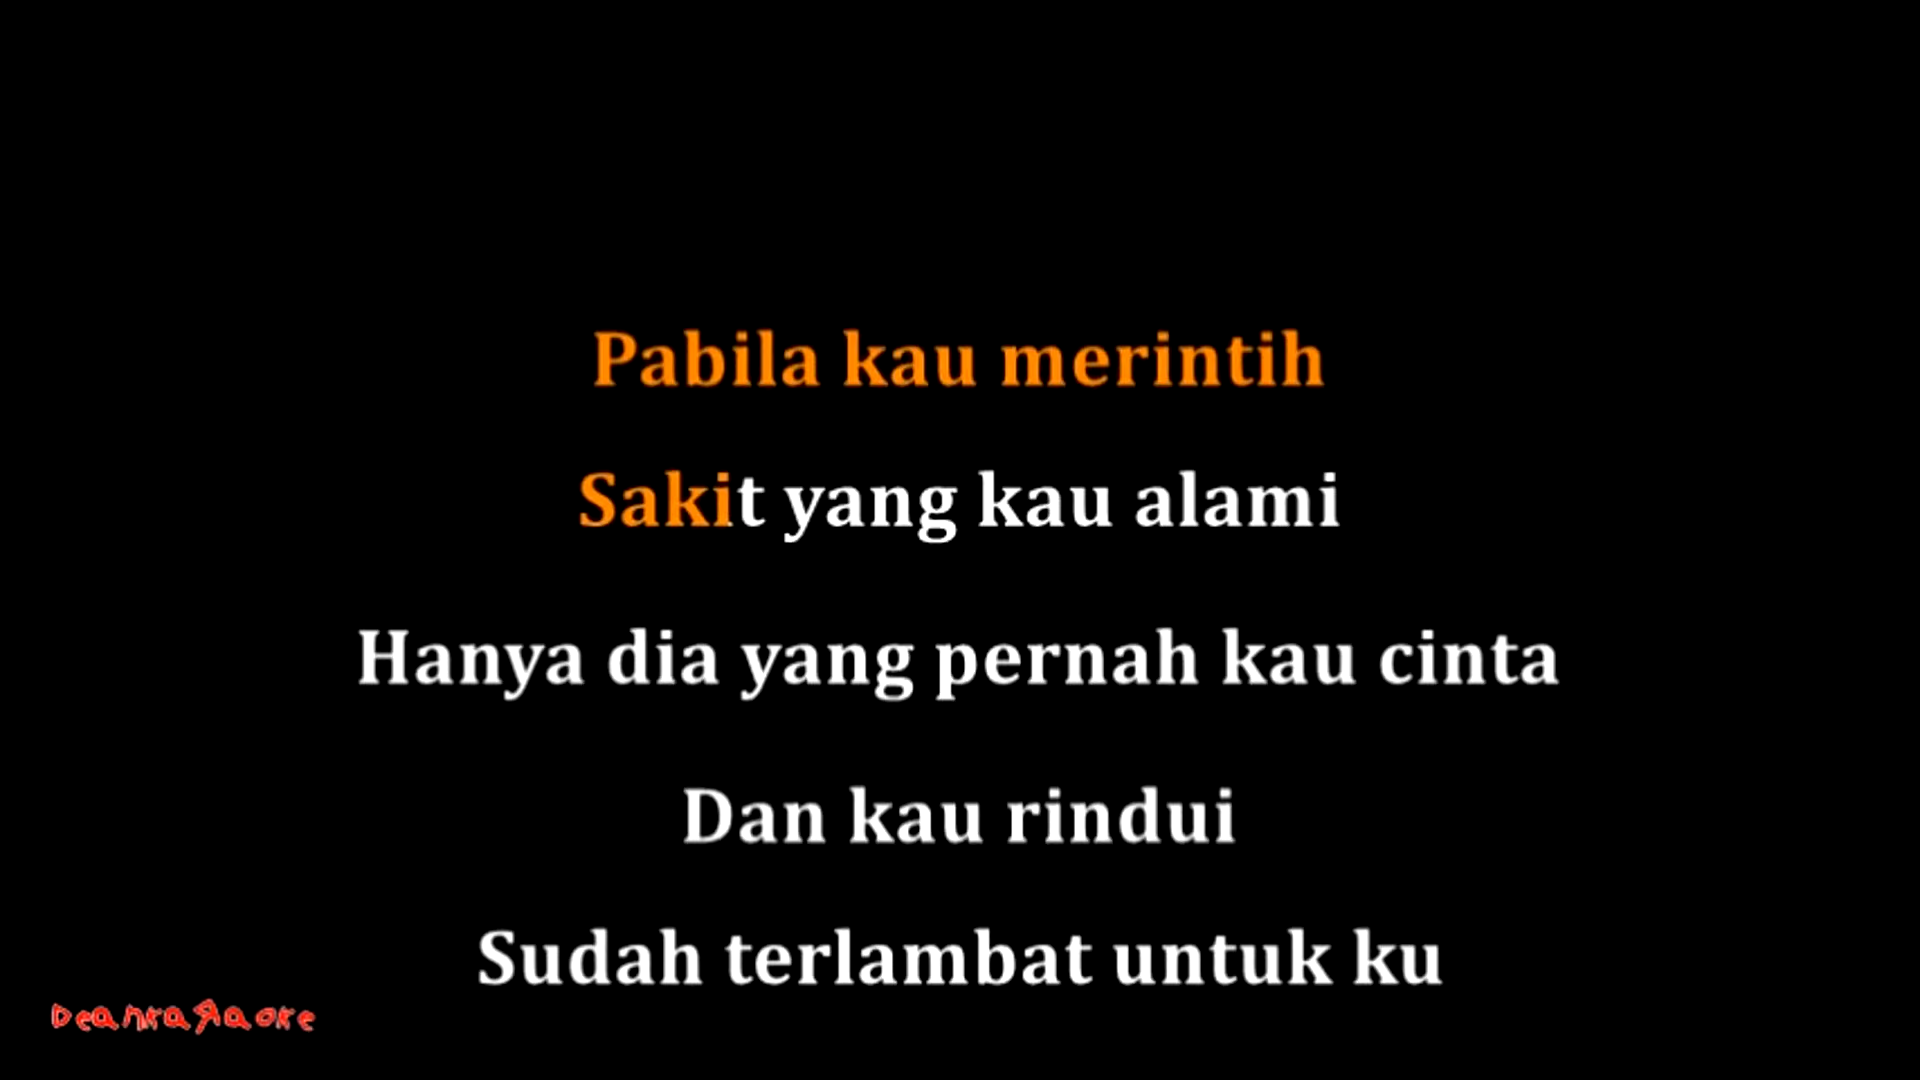 Pabila kau merintih
Sakit yang kau alami
Hanya dia yang pernah kau cinta
Dan kau rindui
Sudah terlambat untuk ku
Deankaraoke